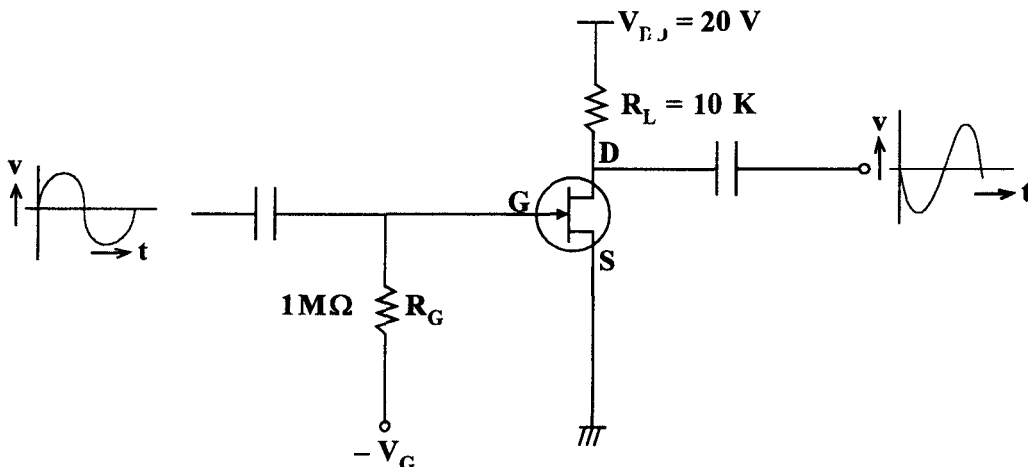 = 20 V
R_L = 10 K
v
D
v
G
t
t
S
1MΩ R_G
– V_G